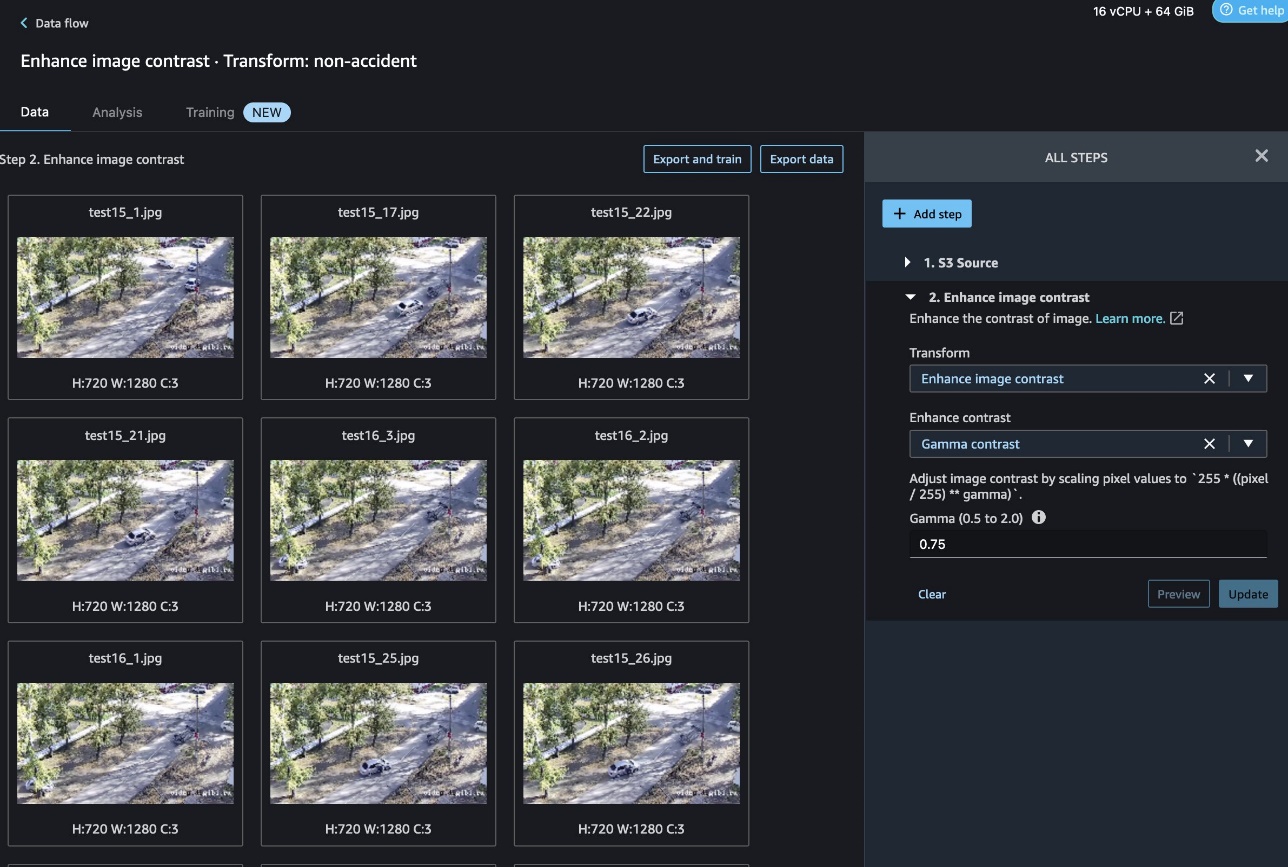 16 vCPU + 64 GiB
Get help
Data flow
Enhance image contrast · Transform: non-accident
Data
Analysis
Training
NEW
Step 2. Enhance image contrast
Export and train
Export data
test15_1.jpg
test15_17.jpg
test15_22.jpg
H:720 W:1280 C:3
H:720 W:1280 C:3
H:720 W:1280 C:3
test15_21.jpg
test16_3.jpg
test16_2.jpg
H:720 W:1280 C:3
H:720 W:1280 C:3
H:720 W:1280 C:3
test16_1.jpg
test15_25.jpg
test15_26.jpg
H:720 W:1280 C:3
H:720 W:1280 C:3
H:720 W:1280 C:3
ALL STEPS
Add step
1. S3 Source
2. Enhance image contrast
Enhance the contrast of image. Learn more.
Transform
Enhance image contrast
Enhance contrast
Gamma contrast
Adjust image contrast by scaling pixel values to `255 * ((pixel
/ 255) ** gamma)`.
Gamma (0.5 to 2.0)
0.75
Clear
Preview
Update